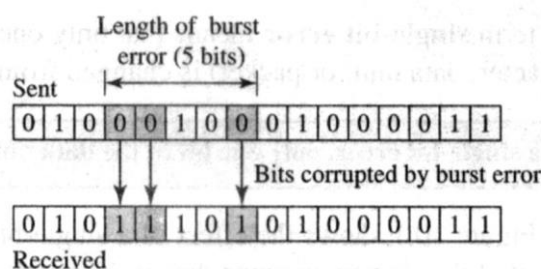 Length of burst
error (5 bits)
Sent
0 1 0 0 0 1 0 0 0 1 0 0 0 0 1 1
Bits corrupted by burst error
0 1 0 1 1 1 0 1 0 1 0 0 0 0 1 1
Received